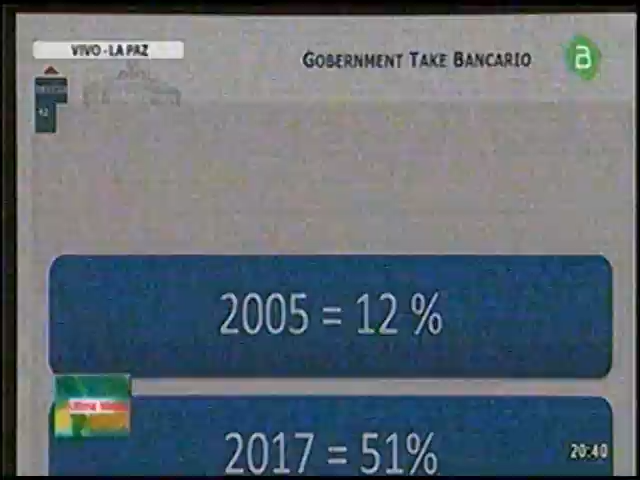 VIVO - LA PAZ
GOBERNMENT TAKE BANCARIO
a
2005 = 12 %
2017 = 51%
20:40